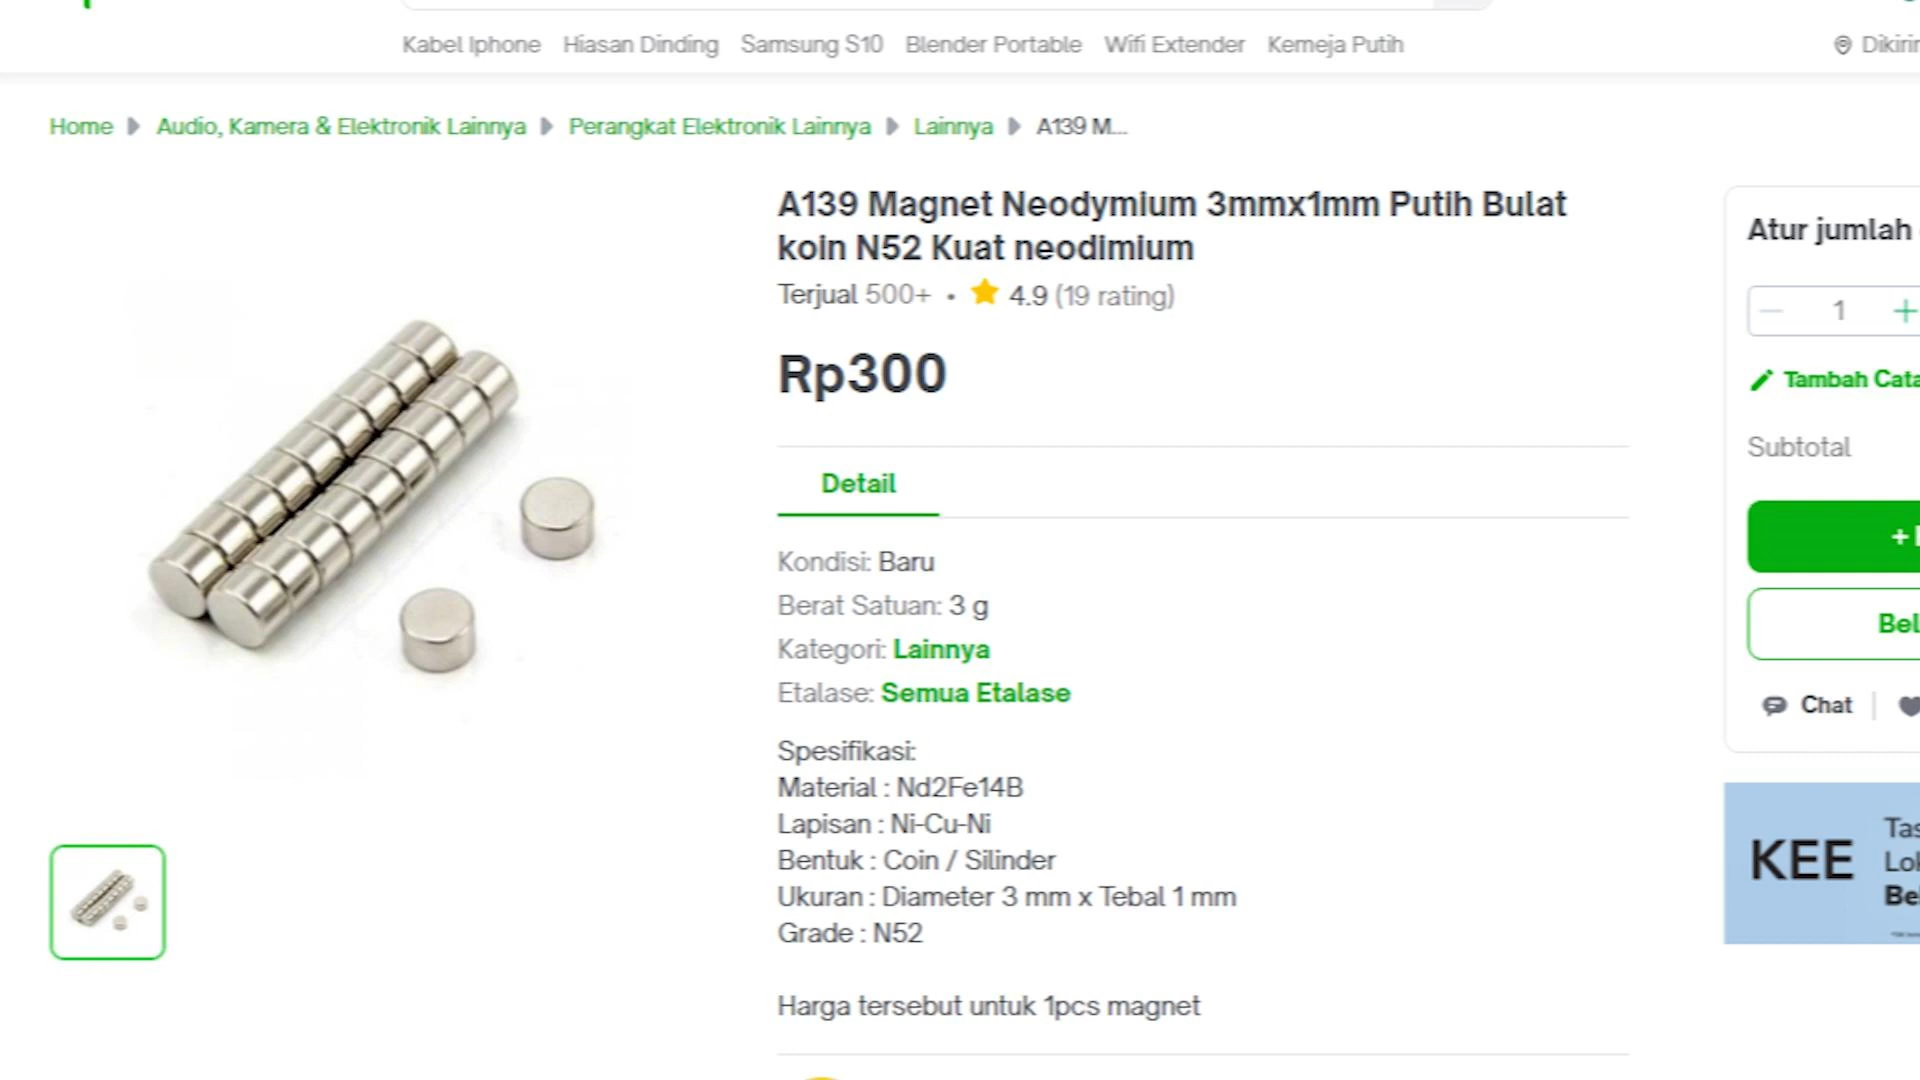 Kabel Iphone Hiasan Dinding Samsung S10 Blender Portable Wifi Extender Kemeja Putih
Home Audio, Kamera & Elektronik Lainnya Perangkat Elektronik Lainnya Lainnya A139 M...
A139 Magnet Neodymium 3mmx1mm Putih Bulat
koin N52 Kuat neodimium
Terjual 500+ • 4.9 (19 rating)
Rp300
Detail
Kondisi: Baru
Berat Satuan: 3 g
Kategori: Lainnya
Etalase: Semua Etalase
Spesifikasi:
Material : Nd2Fe14B
Lapisan : Ni-Cu-Ni
Bentuk : Coin / Silinder
Ukuran : Diameter 3 mm x Tebal 1 mm
Grade : N52
Harga tersebut untuk 1pcs magnet
Atur jumlah
1
Tambah
Subtotal
Chat
KEE